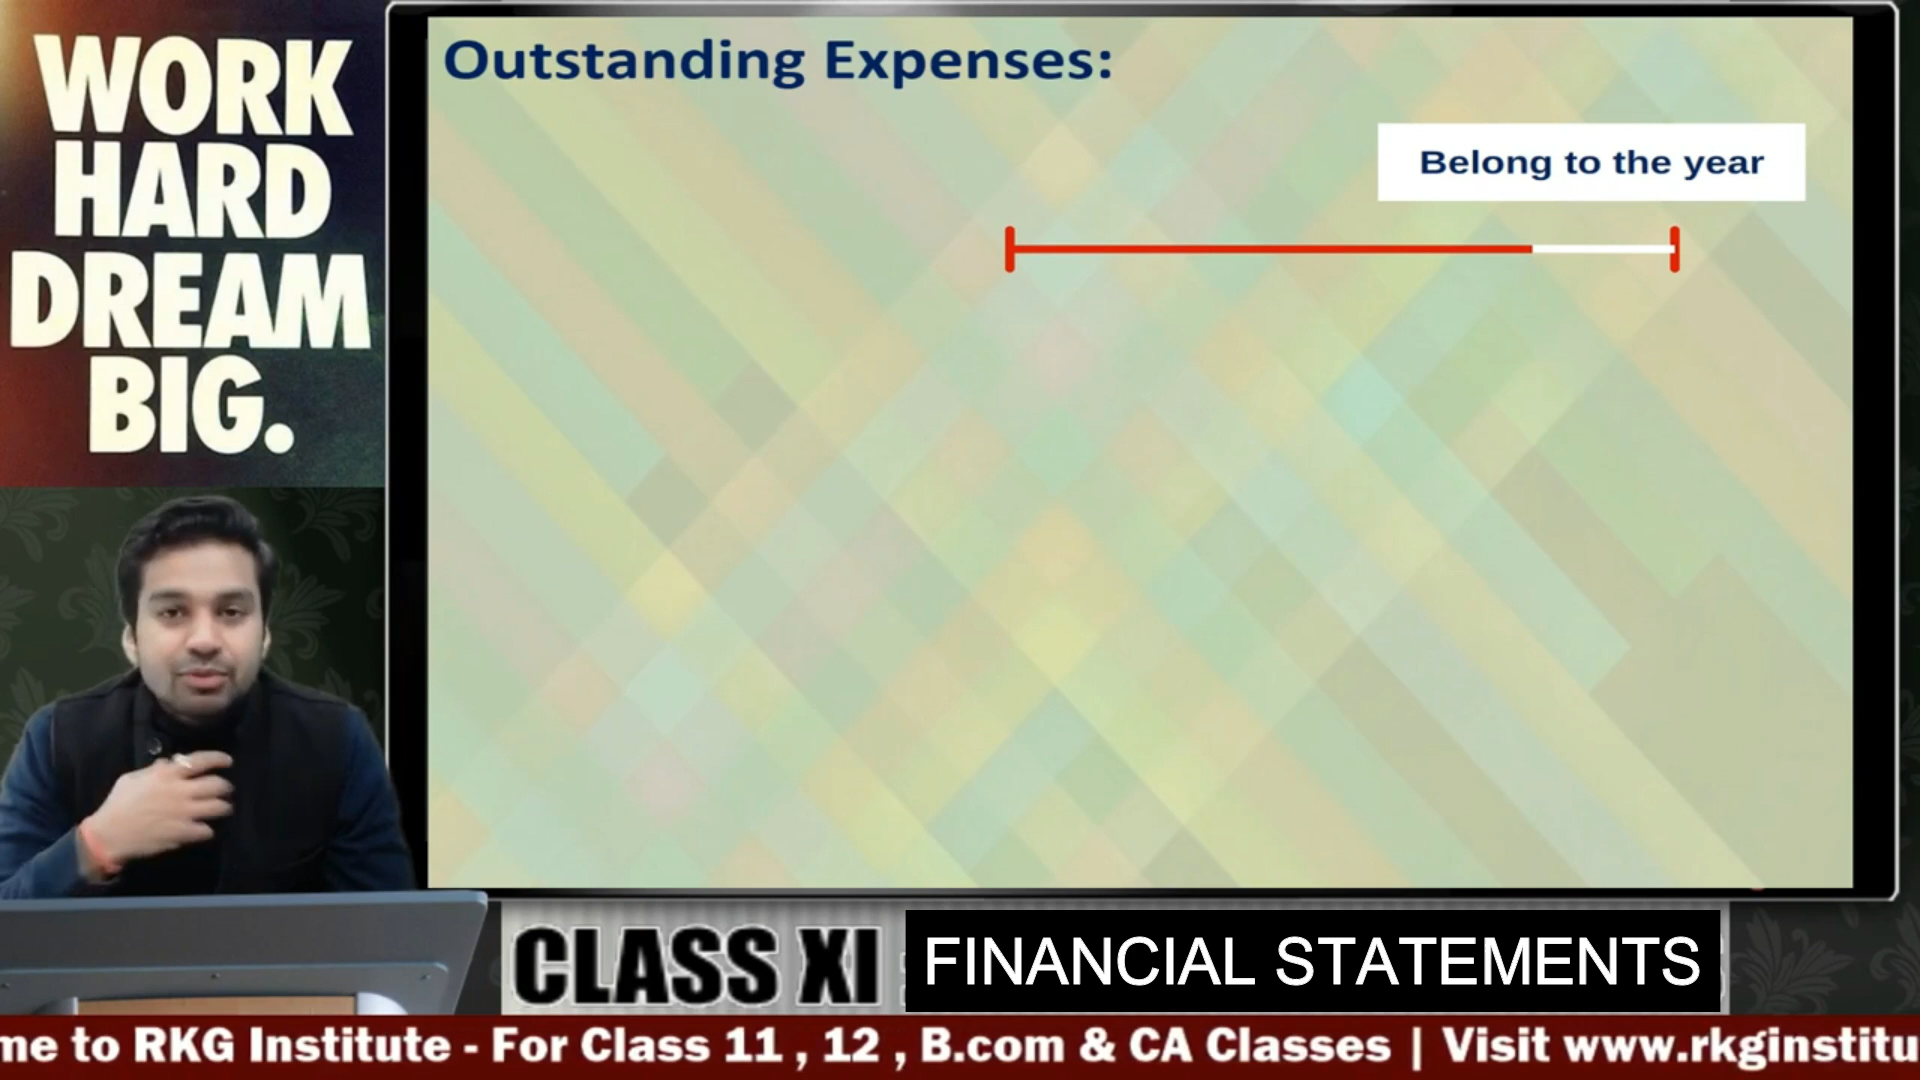 WORK
HARD
DREAM
BIG.
Outstanding Expenses:
Belong to the year
CLASS XI
FINANCIAL STATEMENTS
me to RKG Institute - For Class 11 , 12 , B.com & CA Classes | Visit www.rkginstitu